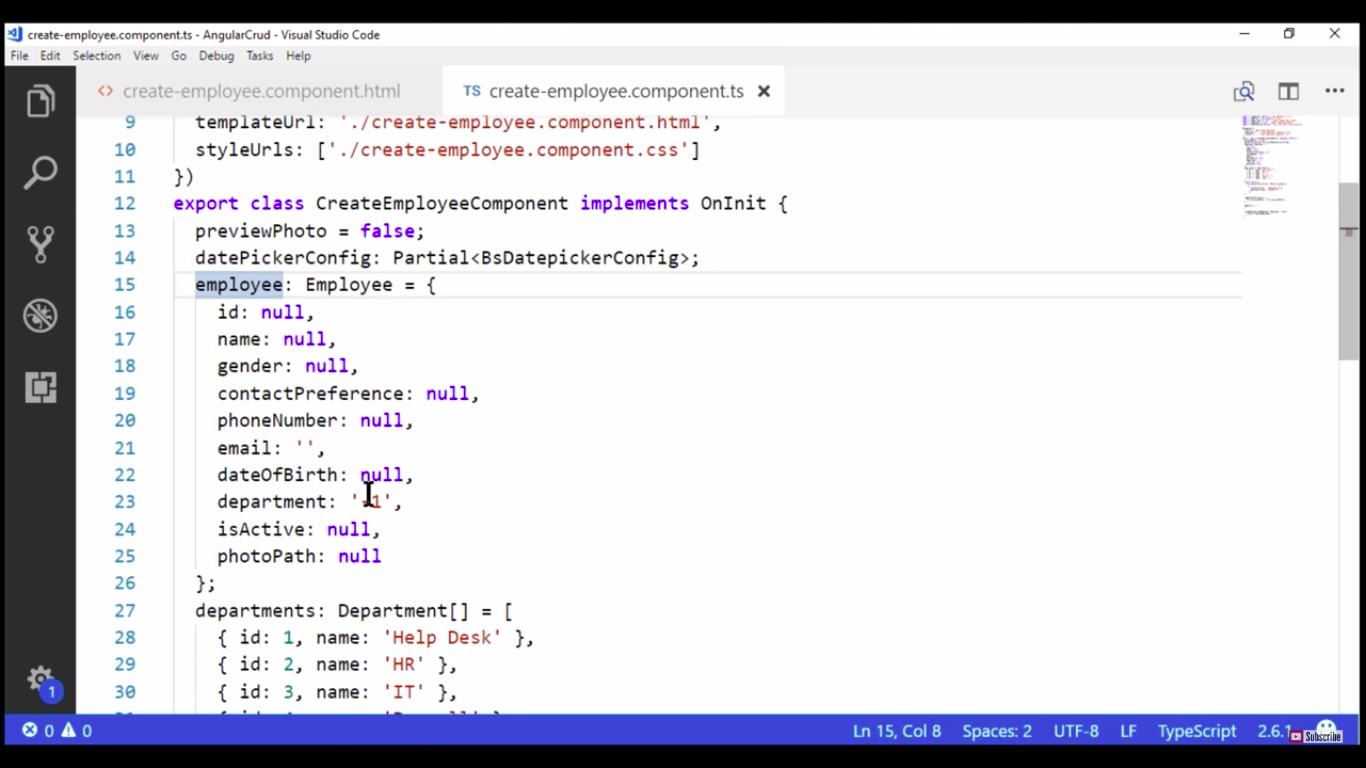 create-employee.component.ts - AngularCrud - Visual Studio Code
File Edit Selection View Go Debug Tasks Help
<> create-employee.component.html TS create-employee.component.ts
9 templateUrl: './create-employee.component.html',
10 styleUrls: ['./create-employee.component.css']
11 })
12 export class CreateEmployeeComponent implements OnInit {
13 previewPhoto = false;
14 datePickerConfig: Partial<BsDatepickerConfig>;
15 employee: Employee = {
16 id: null,
17 name: null,
18 gender: null,
19 contactPreference: null,
20 phoneNumber: null,
21 email: '',
22 dateOfBirth: null,
23 department: '-1',
24 isActive: null,
25 photoPath: null
26 };
27 departments: Department[] = [
28 { id: 1, name: 'Help Desk' },
29 { id: 2, name: 'HR' },
30 { id: 3, name: 'IT' },
1
0 0 Ln 15, Col 8 Spaces: 2 UTF-8 LF TypeScript 2.6.1 Subscribe